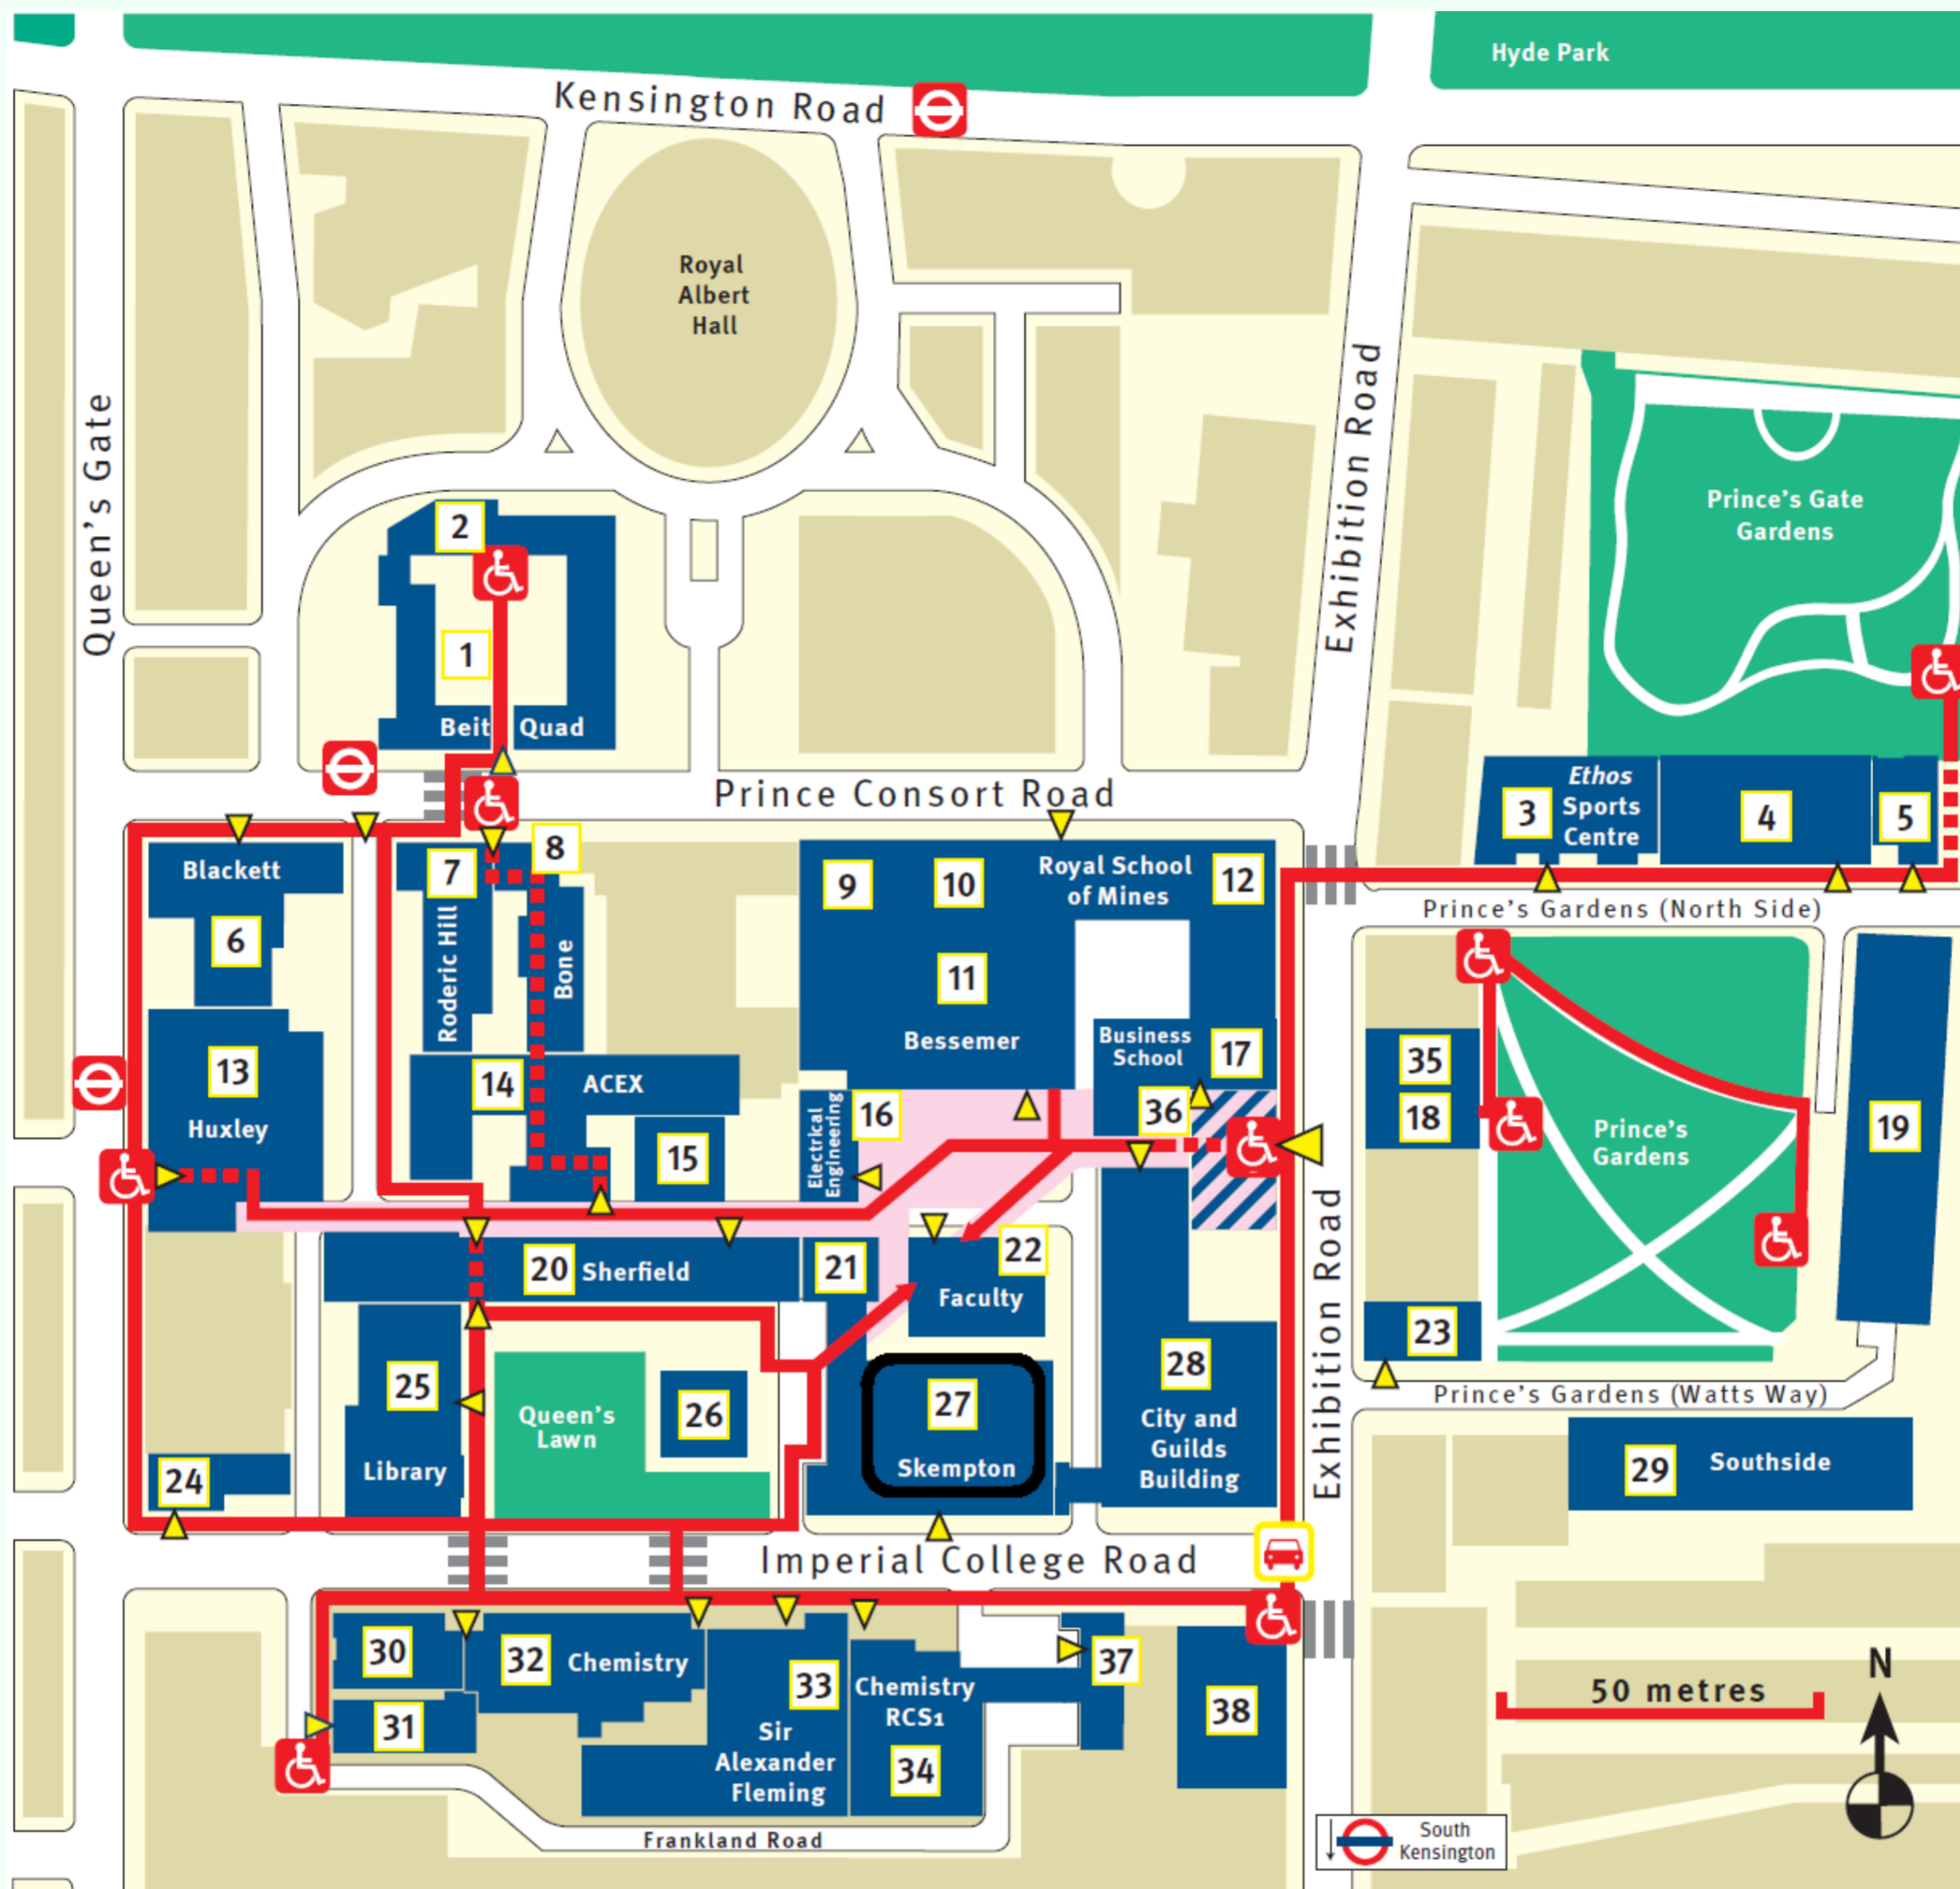 Hyde Park
Kensington Road
Royal
Albert
Hall
Queen's Gate
Exhibition Road
Prince's Gate
Gardens
2
1
Beit Quad
Prince Consort Road
3
Ethos
Sports
Centre
4
5
Prince's Gardens (North Side)
Blackett
6
7
8
Roderic Hill
Bone
9
10
Royal School
of Mines
12
11
Bessemer
Business
School
17
13
Huxley
14
ACEX
15
Electrical
Engineering
16
36
35
18
Prince's
Gardens
19
20 Sherfield
21
22
Faculty
Exhibition Road
23
Prince's Gardens (Watts Way)
25
Library
Queen's
Lawn
26
27
Skempton
28
City and
Guilds
Building
24
29 Southside
Imperial College Road
30
31
32 Chemistry
33
Sir
Alexander
Fleming
Chemistry
RCS1
34
37
38
50 metres
N
Frankland Road
South
Kensington